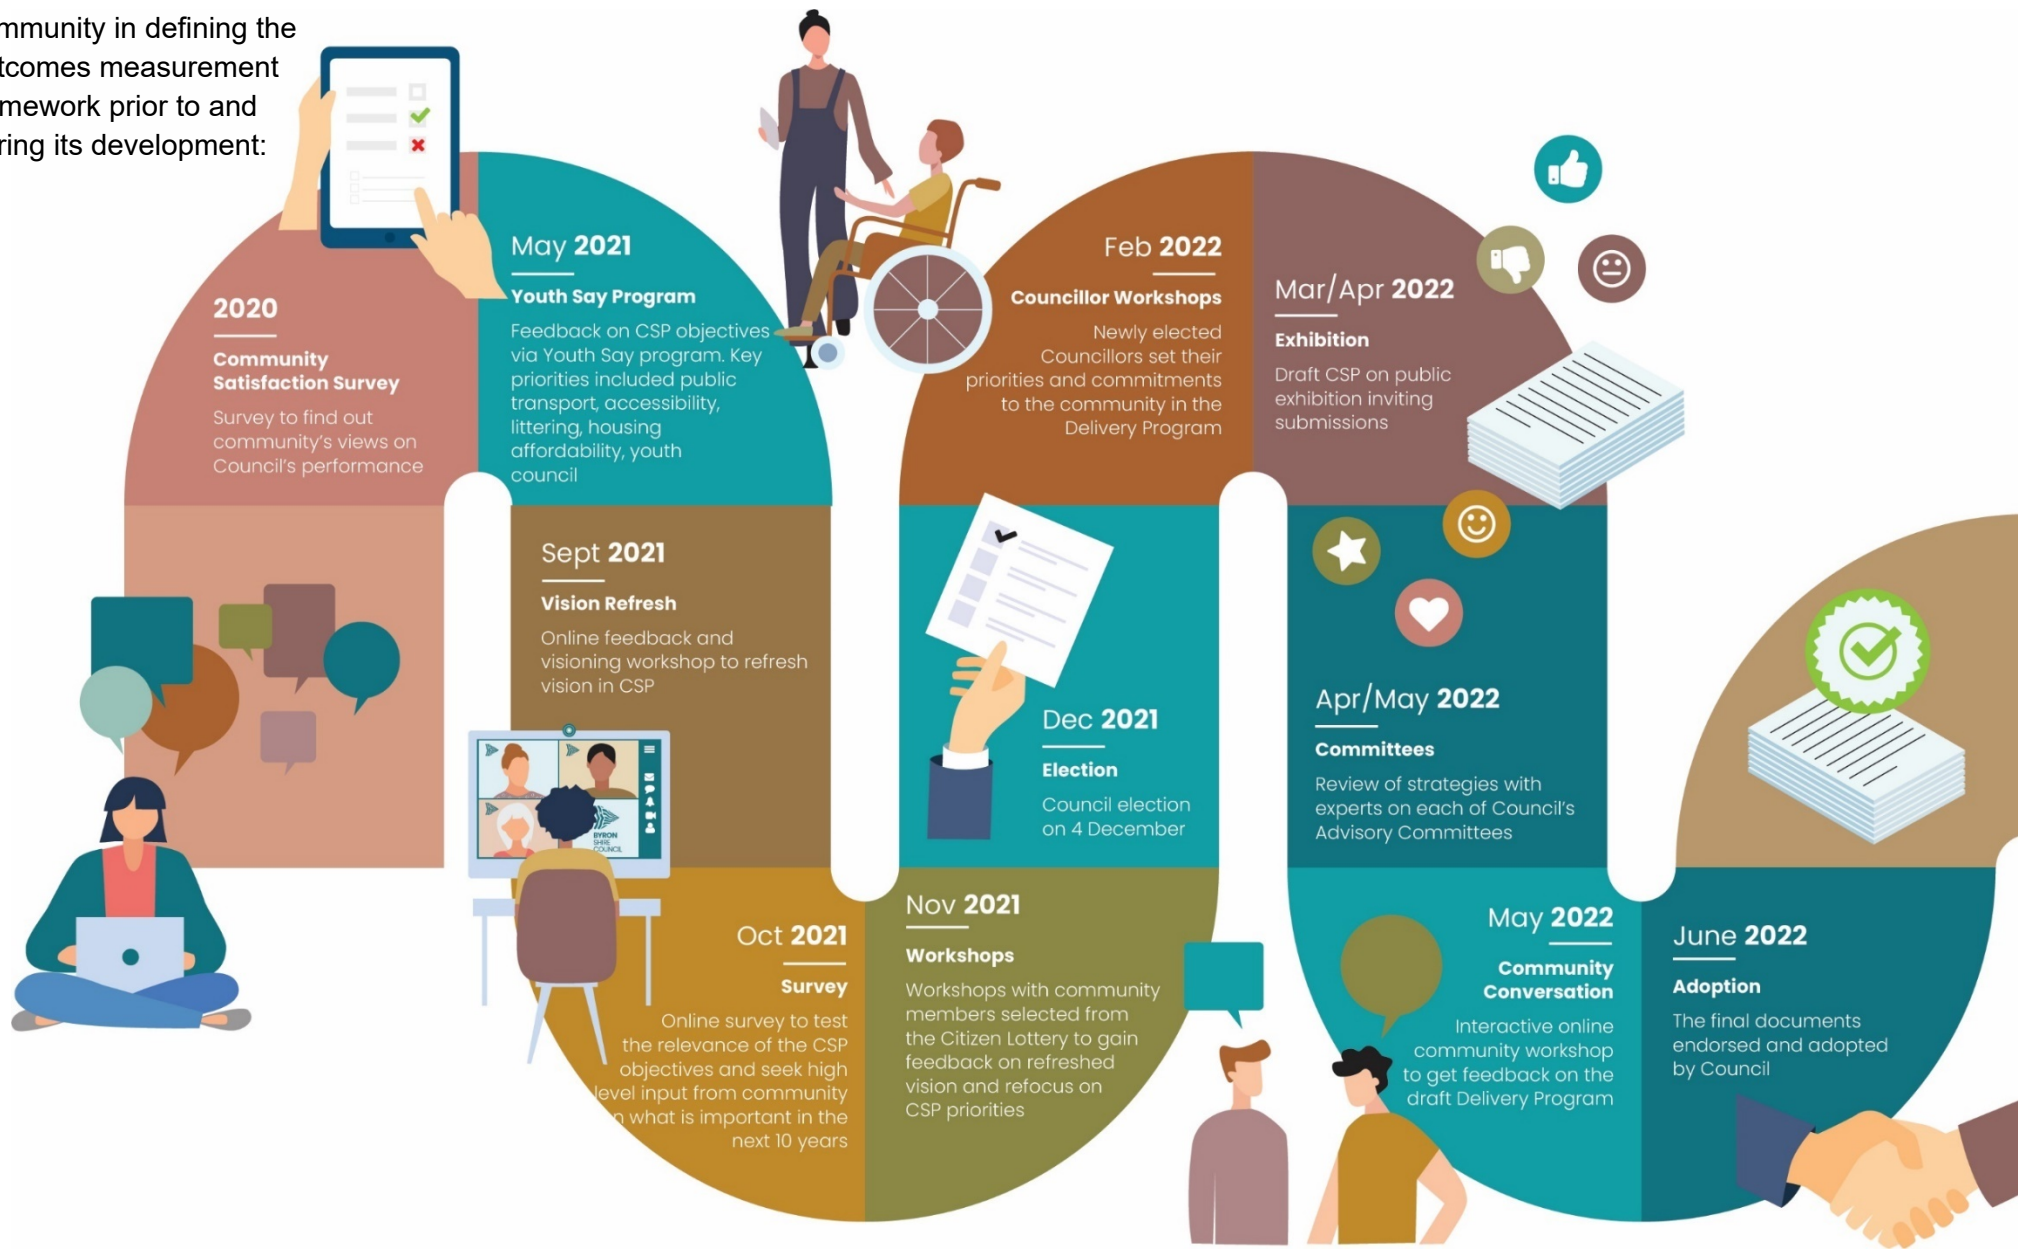 mmunity in defining the
tcomes measurement
mework prior to and
ring its development:
2020
Community
Satisfaction Survey
Survey to find out
community's views on
Council's performance
May 2021
Youth Say Program
Feedback on CSP objectives
via Youth Say program. Key
priorities included public
transport, accessibility,
littering, housing
affordability, youth
council
Sept 2021
Vision Refresh
Online feedback and
visioning workshop to refresh
vision in CSP
BYRON
SHIRE
COUNCIL
Oct 2021
Survey
Online survey to test
the relevance of the CSP
objectives and seek high
level input from community
n what is important in the
next 10 years
Nov 2021
Workshops
Workshops with community
members selected from
the Citizen Lottery to gain
feedback on refreshed
vision and refocus on
CSP priorities
Dec 2021
Election
Council election
on 4 December
Feb 2022
Councillor Workshops
Newly elected
Councillors set their
priorities and commitments
to the community in the
Delivery Program
Mar/Apr 2022
Exhibition
Draft CSP on public
exhibition inviting
submissions
Apr/May 2022
Committees
Review of strategies with
experts on each of Council's
Advisory Committees
May 2022
Community
Conversation
Interactive online
community workshop
to get feedback on the
draft Delivery Program
June 2022
Adoption
The final documents
endorsed and adopted
by Council